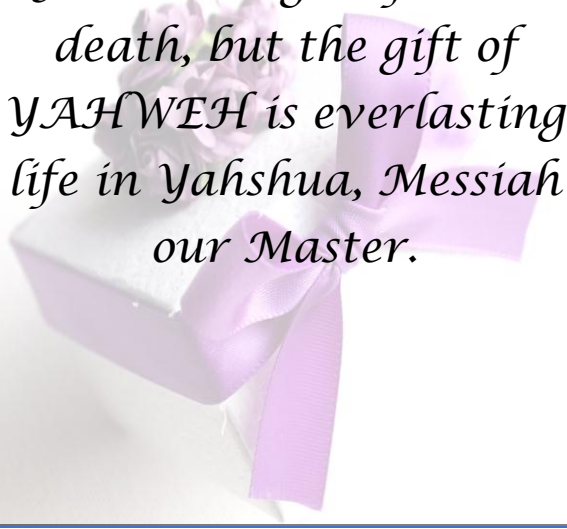 death, but the gift of
YAHWEH is everlasting
life in Yahshua, Messiah
our Master.